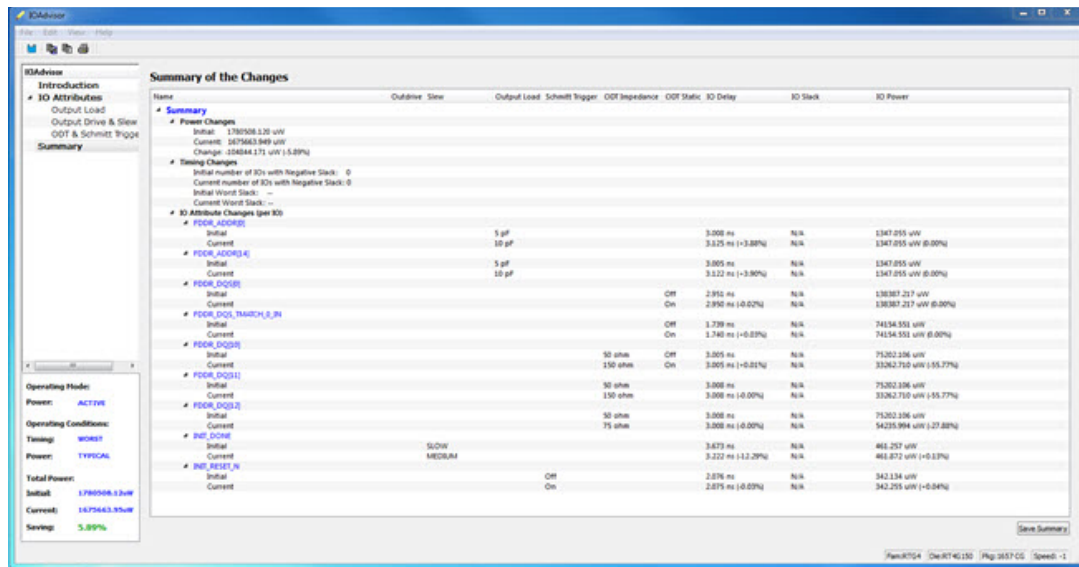 IOAdvisor
File Edit View Help
IOAdvisor
Introduction
IO Attributes
Output Load
Output Drive & Slew
ODT & Schmitt Trigge
Summary
Operating Mode:
Power: ACTIVE
Operating Conditions:
Timing: WORST
Power: TYPICAL
Total Power:
Initial: 1780508.12uW
Current: 1675663.95uW
Saving: 5.89%
Summary of the Changes
Name Outdrive Slew Output Load Schmitt Trigger ODT Impedance ODT Static IO Delay IO Slack IO Power
Summary
Power Changes
Initial: 1780508.120 uW
Current: 1675663.949 uW
Change: -104844.171 uW (-5.89%)
Timing Changes
Initial number of IOs with Negative Slack: 0
Current number of IOs with Negative Slack: 0
Initial Worst Slack: --
Current Worst Slack: --
IO Attribute Changes (per IO)
FDDR_ADDR[0]
Initial 5 pF 3.008 ns N/A 1347.055 uW
Current 10 pF 3.125 ns (+3.88%) N/A 1347.055 uW (0.00%)
FDDR_ADDR[14]
Initial 5 pF 3.005 ns N/A 1347.055 uW
Current 10 pF 3.122 ns (+3.90%) N/A 1347.055 uW (0.00%)
FDDR_DQS[0]
Initial Off 2.951 ns N/A 138387.217 uW
Current On 2.950 ns (-0.02%) N/A 138387.217 uW (0.00%)
FDDR_DQS_TMATCH_0_IN
Initial Off 1.739 ns N/A 74154.551 uW
Current On 1.740 ns (+0.03%) N/A 74154.551 uW (0.00%)
FDDR_DQ[10]
Initial 50 ohm Off 3.005 ns N/A 75202.106 uW
Current 150 ohm On 3.005 ns (+0.01%) N/A 33262.710 uW (-55.77%)
FDDR_DQ[11]
Initial 50 ohm 3.008 ns N/A 75202.106 uW
Current 150 ohm 3.008 ns (-0.00%) N/A 33262.710 uW (-55.77%)
FDDR_DQ[12]
Initial 50 ohm 3.008 ns N/A 75202.106 uW
Current 75 ohm 3.008 ns (-0.00%) N/A 54235.994 uW (-27.88%)
INIT_DONE
Initial SLOW 3.673 ns N/A 461.257 uW
Current MEDIUM 3.222 ns (-12.29%) N/A 461.872 uW (+0.13%)
INIT_RESET_N
Initial Off 2.076 ns N/A 342.134 uW
Current On 2.075 ns (-0.03%) N/A 342.255 uW (+0.04%)
Save Summary
Fam:RTG4 Die:RT4G150 Pkg:1657 CG Speed: -1